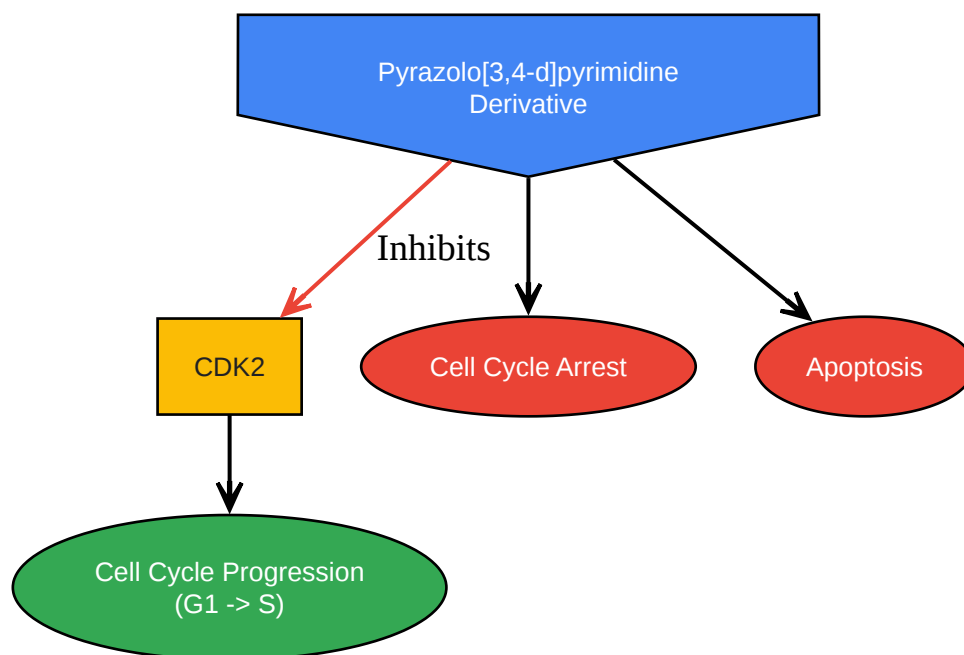 Pyrazolo[3,4-d]pyrimidine
Derivative
Inhibits
CDK2
Cell Cycle Arrest
Apoptosis
Cell Cycle Progression
(G1 -> S)